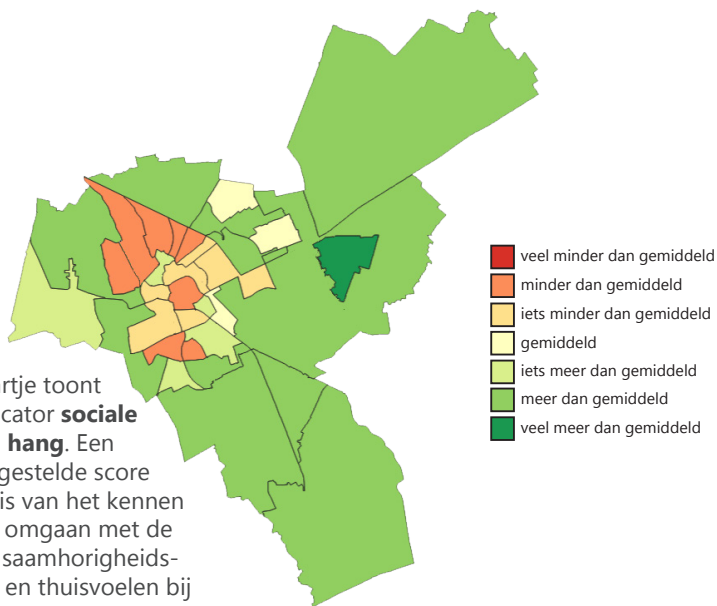 veel minder dan gemiddeld
minder dan gemiddeld
iets minder dan gemiddeld
gemiddeld
iets meer dan gemiddeld
meer dan gemiddeld
veel meer dan gemiddeld
rtje toont
cator sociale
hang. Een
gestelde score
is van het kennen
omgaan met de
saamhorigheids-
en thuisvoelen bij